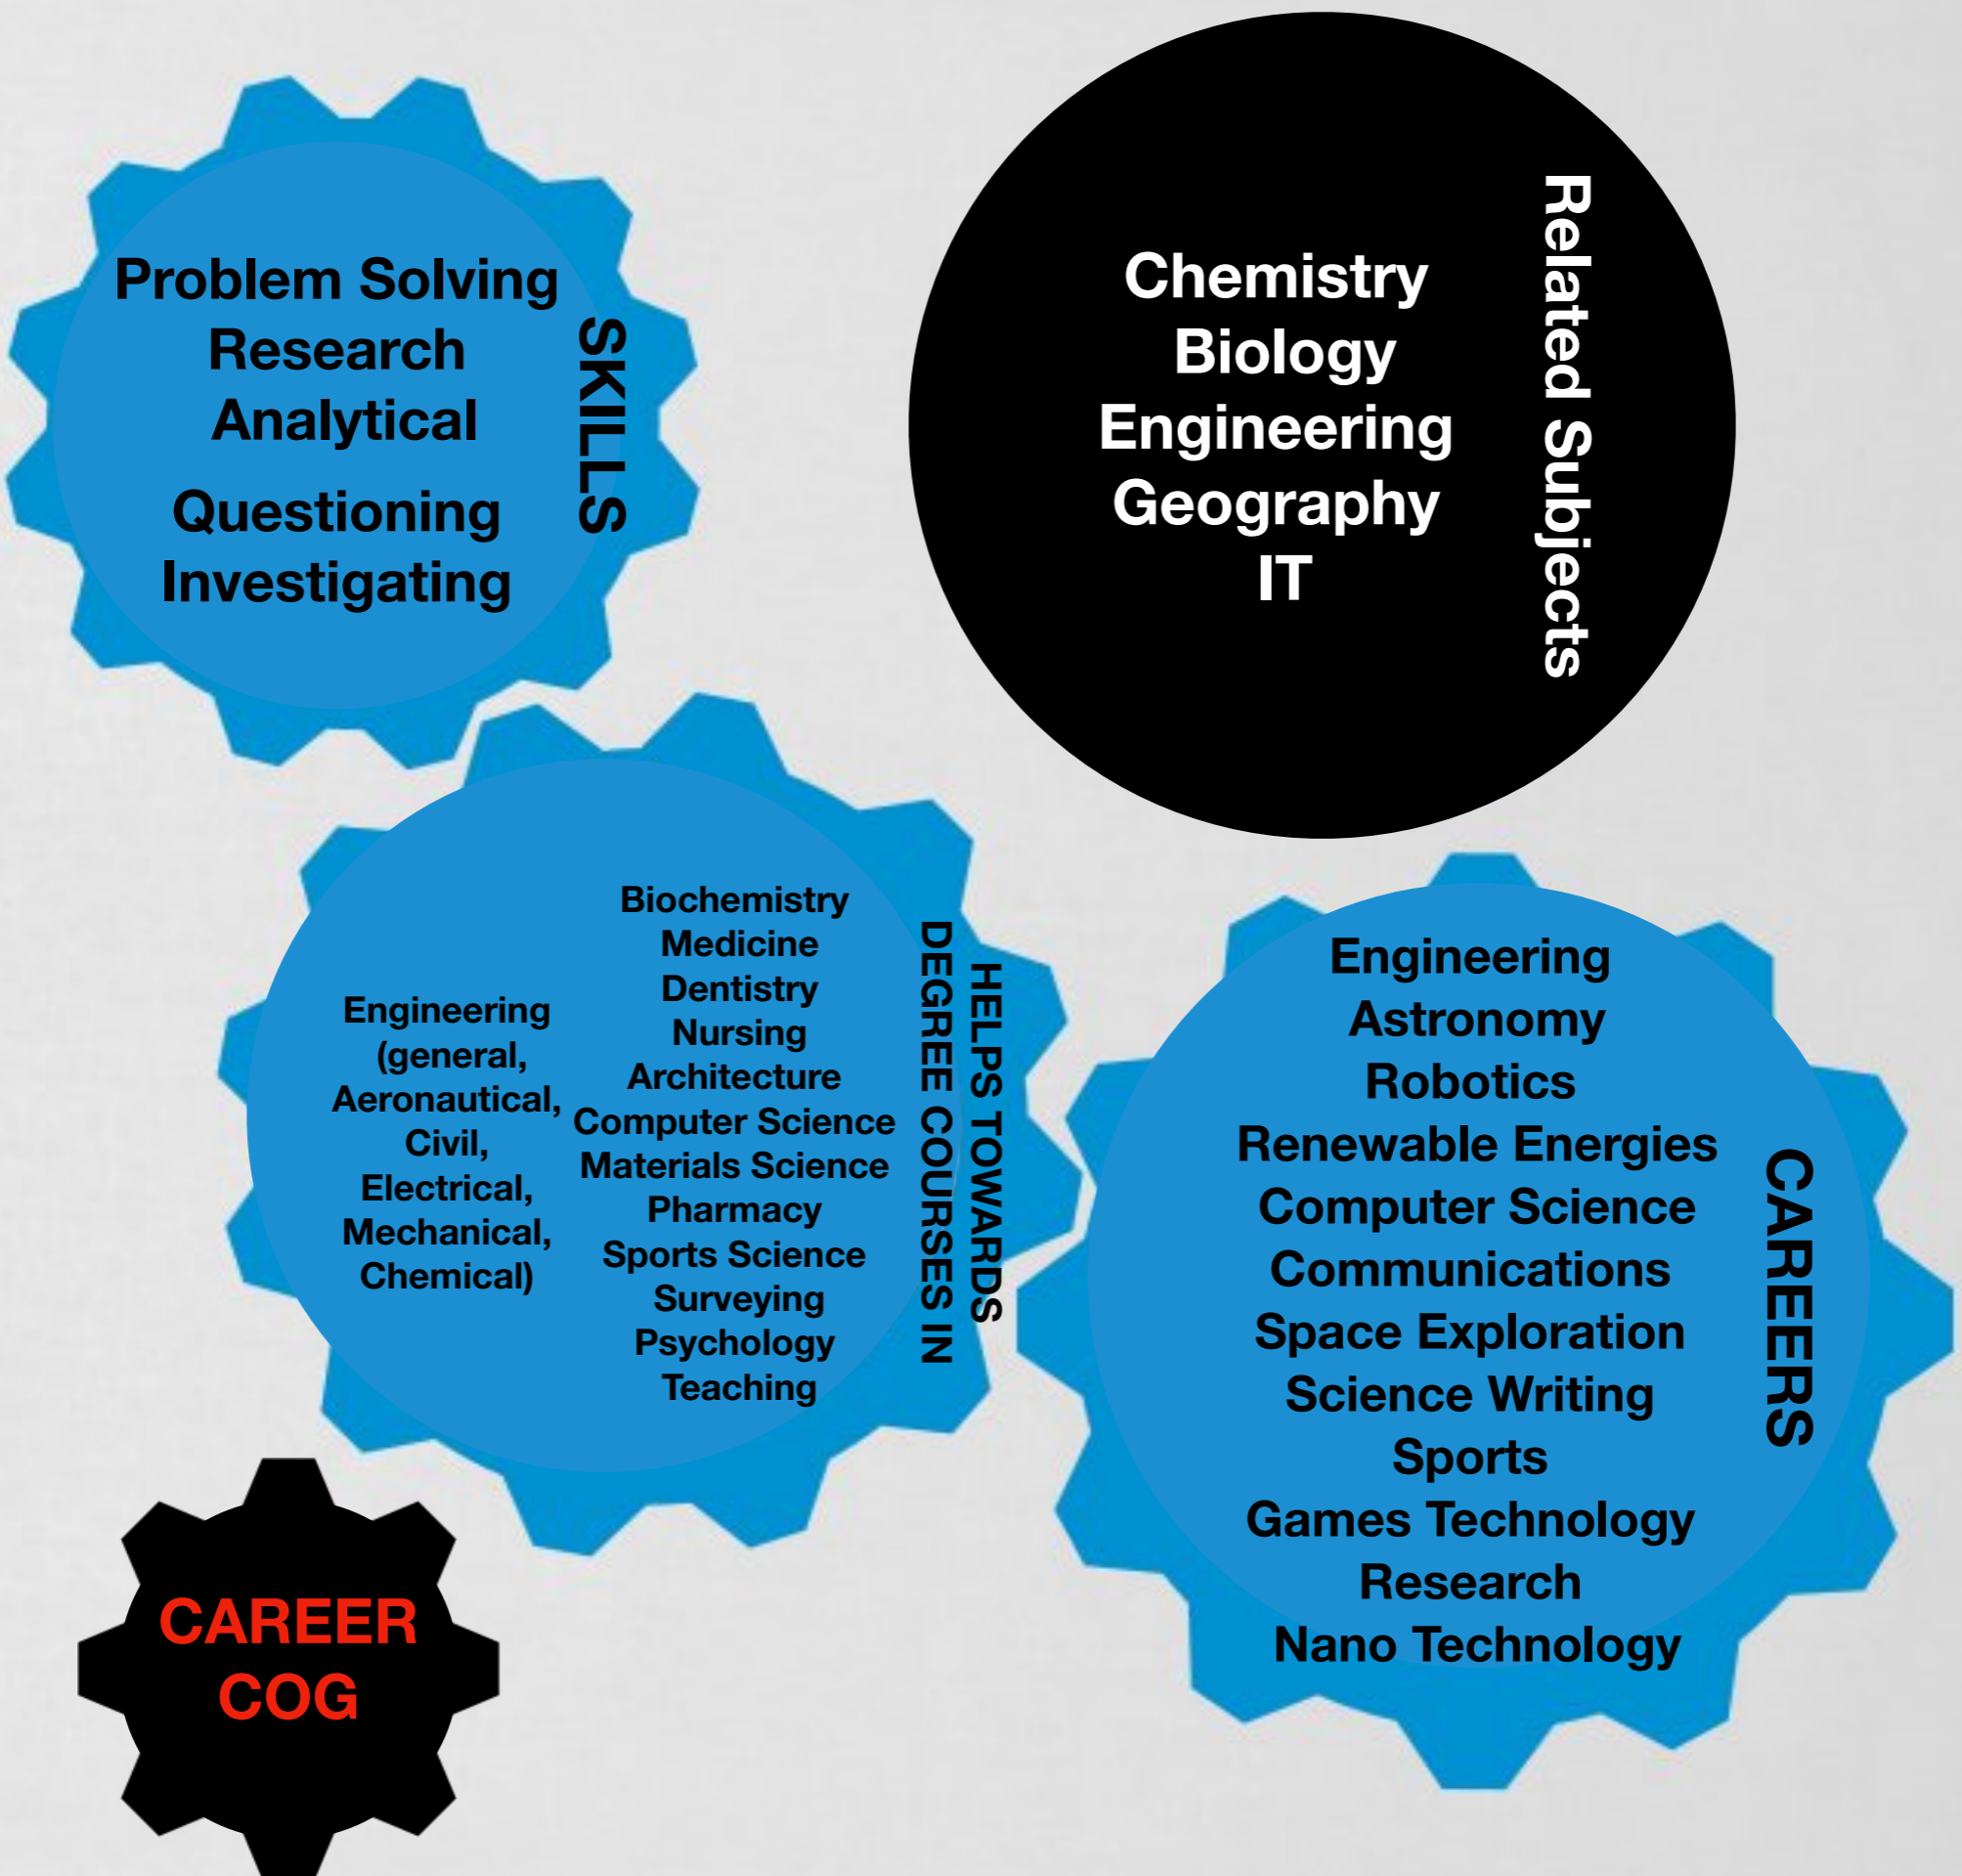 Problem Solving
Research
Analytical
Questioning
Investigating
SKILLS
Chemistry
Biology
Engineering
Geography
IT
Related Subjects
Engineering
(general,
Aeronautical,
Civil,
Electrical,
Mechanical,
Chemical)
Biochemistry
Medicine
Dentistry
Nursing
Architecture
Computer Science
Materials Science
Pharmacy
Sports Science
Surveying
Psychology
Teaching
HELPS TOWARDS
DEGREE COURSES IN
Engineering
Astronomy
Robotics
Renewable Energies
Computer Science
Communications
Space Exploration
Science Writing
Sports
Games Technology
Research
Nano Technology
CAREERS
CAREER
COG